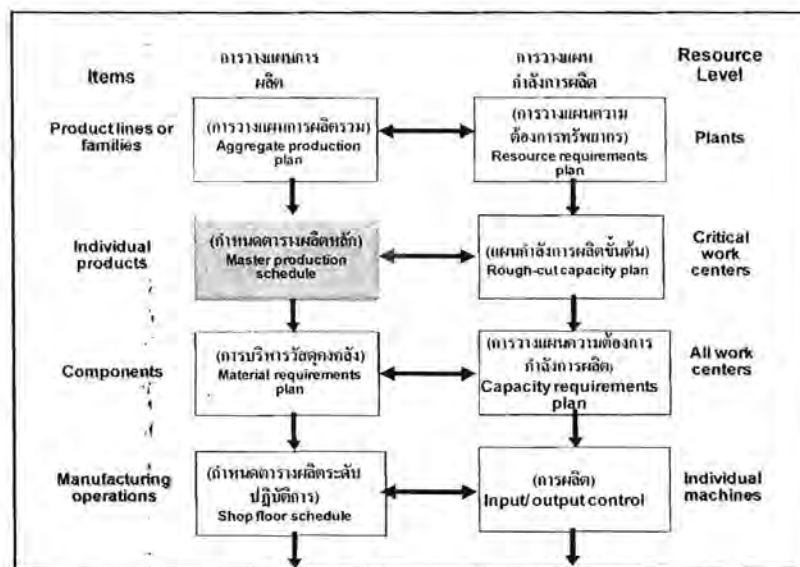 Items
การวางแผนการ
ผลิต
การวางแผน
กำลังการผลิต
Resource
Level
Product lines or
families
(การวางแผนการผลิตรวม)
Aggregate production
plan
(การวางแผนความ
ต้องการทรัพยากร)
Resource requirements
plan
Plants
Individual
products
(กำหนดตารางผลิตหลัก)
Master production
schedule
(แผนกำลังการผลิตขั้นต้น)
Rough-cut capacity plan
Critical
work
centers
Components
(การบริหารวัสดุคงคลัง)
Material requirements
plan
(การวางแผนความต้องการ
กำลังการผลิต)
Capacity requirements
plan
All work
centers
Manufacturing
operations
(กำหนดตารางผลิตระดับ
ปฏิบัติการ)
Shop floor schedule
(การผลิต)
Input/ output control
Individual
machines